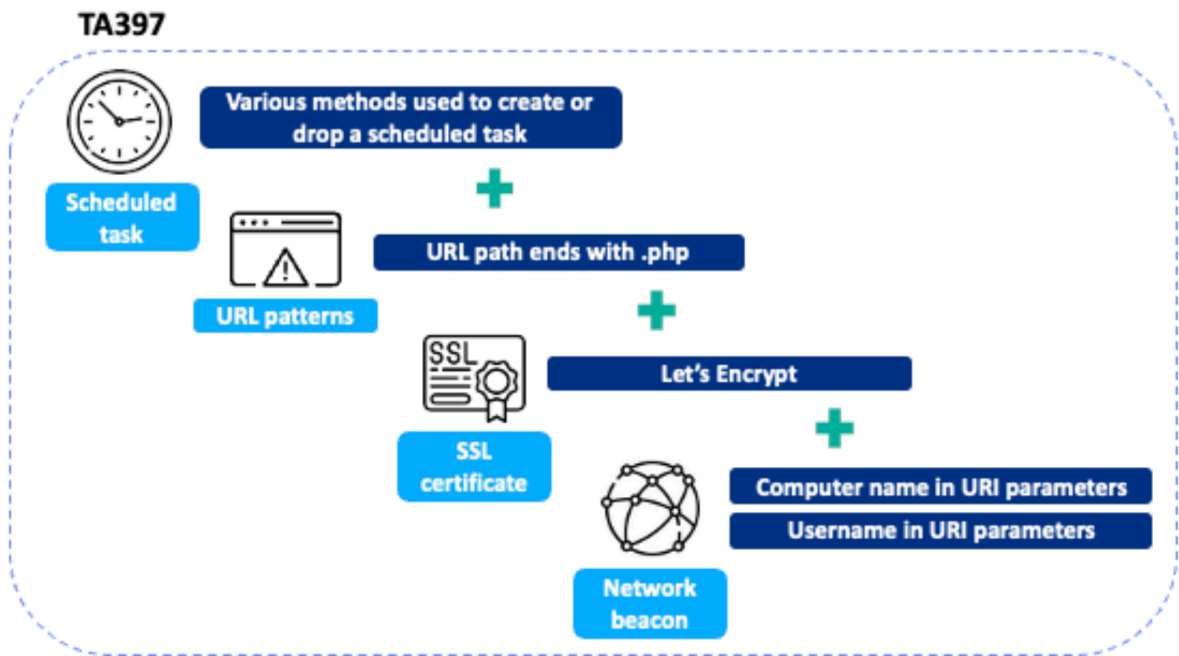 TA397
Various methods used to create or
drop a scheduled task
Scheduled
task
URL path ends with .php
URL patterns
SSL
Let’s Encrypt
SSL
certificate
Computer name in URI parameters
Username in URI parameters
Network
beacon